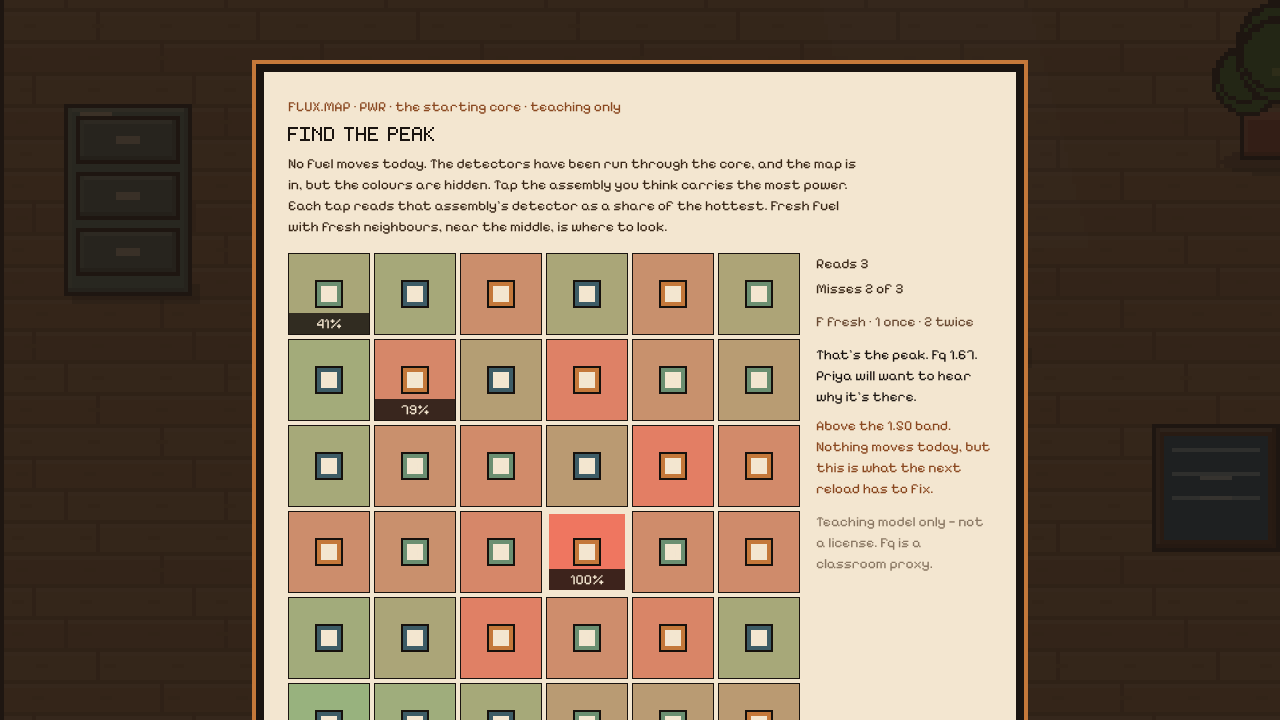 FLUX.MAP · PWR · the starting core · teaching only
FIND THE PEAK
No fuel moves today. The detectors have been run through the core, and the map is
in, but the colours are hidden. Tap the assembly you think carries the most power.
Each tap reads that assembly's detector as a share of the hottest. Fresh fuel
with fresh neighbours, near the middle, is where to look.
Reads 3
Misses 2 of 3
F fresh · 1 once · 2 twice
That's the peak. Fq 1.67.
Priya will want to hear
why it's there.
Above the 1.50 band.
Nothing moves today, but
this is what the next
reload has to fix.
Teaching model only – not
a license. Fq is a
classroom proxy.
41%
79%
100%